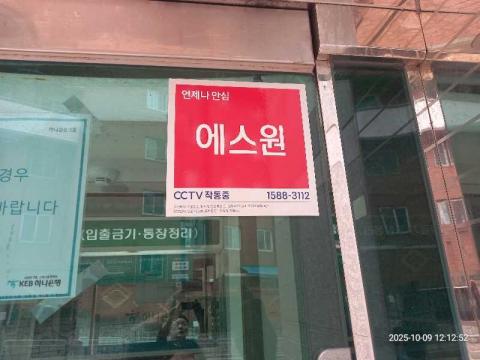 언제나 안심
에스원
CCTV 작동중
1588-3112
경우
바랍니다
(입출금기·통장정리)
KEB 하나은행
2025-10-09 12:12:52